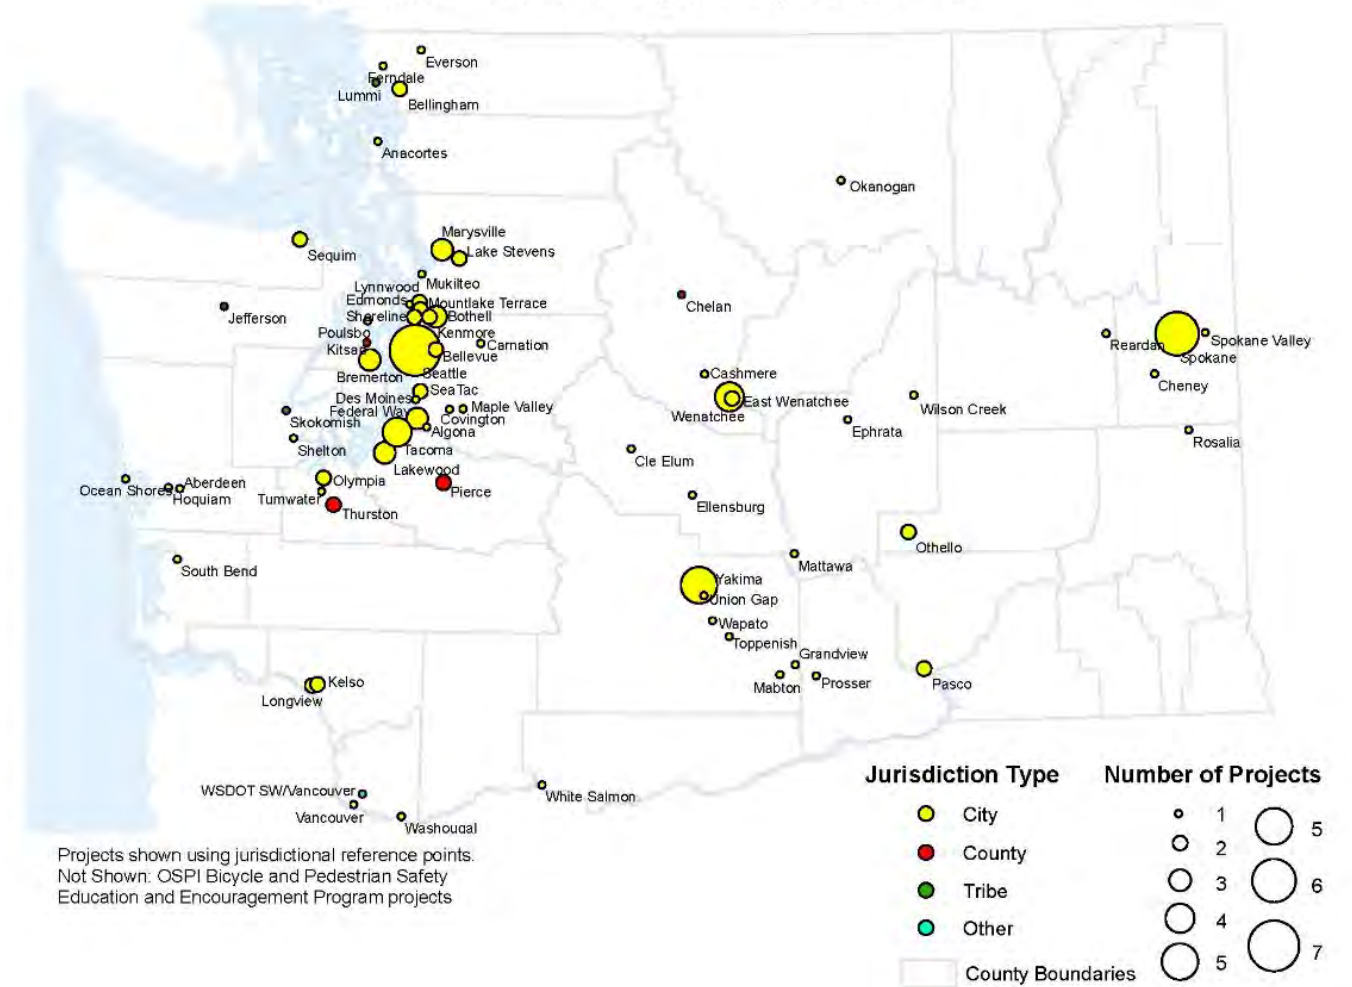 Everson
Ferndale
Lummi
Bellingham
Anacortes
Okanogan
Marysville
Sequim
Lake Stevens
Mukilteo
Lynnwood
Chelan
Edmonds
Mountlake Terrace
Jefferson
Shoreline
Bothell
Poulsbo
Kenmore
Reardan
Spokane Valley
Kitsap
Carnation
Bellevue
Spokane
Bremerton
Seattle
Cashmere
Cheney
SeaTac
Des Moines
East Wenatchee
Federal Way
Maple Valley
Wilson Creek
Wenatchee
Skokomish
Covington
Algona
Ephrata
Rosalia
Shelton
Tacoma
Cle Elum
Lakewood
Aberdeen
Olympia
Ocean Shores
Pierce
Hoquiam
Tumwater
Ellensburg
Thurston
Othello
Mattawa
South Bend
Yakima
Union Gap
Wapato
Toppenish
Grandview
Kelso
Mabton
Prosser
Pasco
Longview
WSDOT SW/Vancouver
White Salmon
Vancouver
Washougal
Projects shown using jurisdictional reference points.
Not Shown: OSPI Bicycle and Pedestrian Safety
Education and Encouragement Program projects
Jurisdiction Type
City
County
Tribe
Other
County Boundaries
Number of Projects
1
2
3
4
5
5
6
7